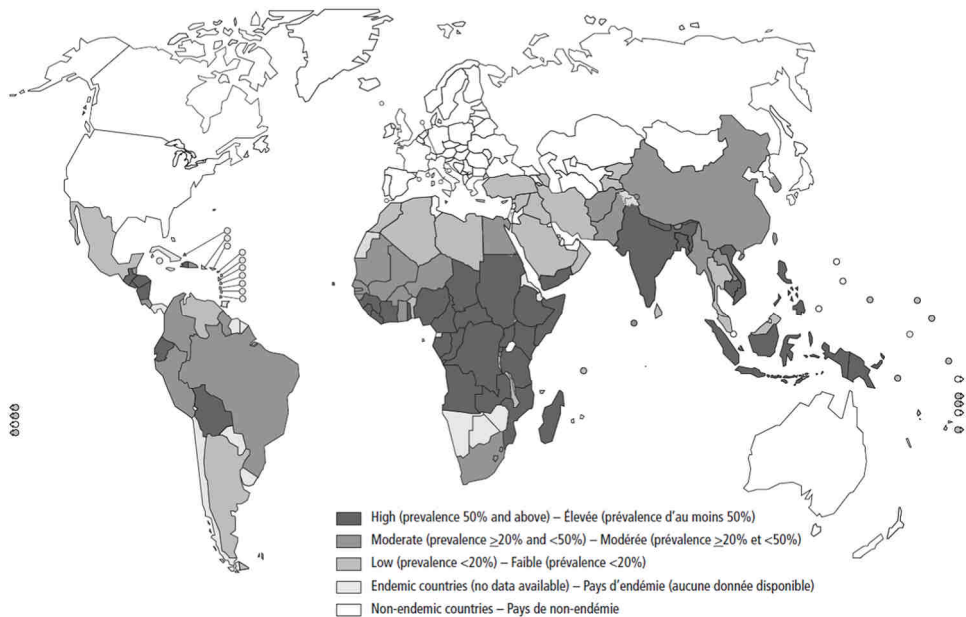 High (prevalence 50% and above) – Élevée (prévalence d’au moins 50%)
Moderate (prevalence ≥20% and <50%) – Modérée (prévalence ≥20% et <50%)
Low (prevalence <20%) – Faible (prévalence <20%)
Endemic countries (no data available) – Pays d’endémie (aucune donnée disponible)
Non-endemic countries – Pays de non-endémie